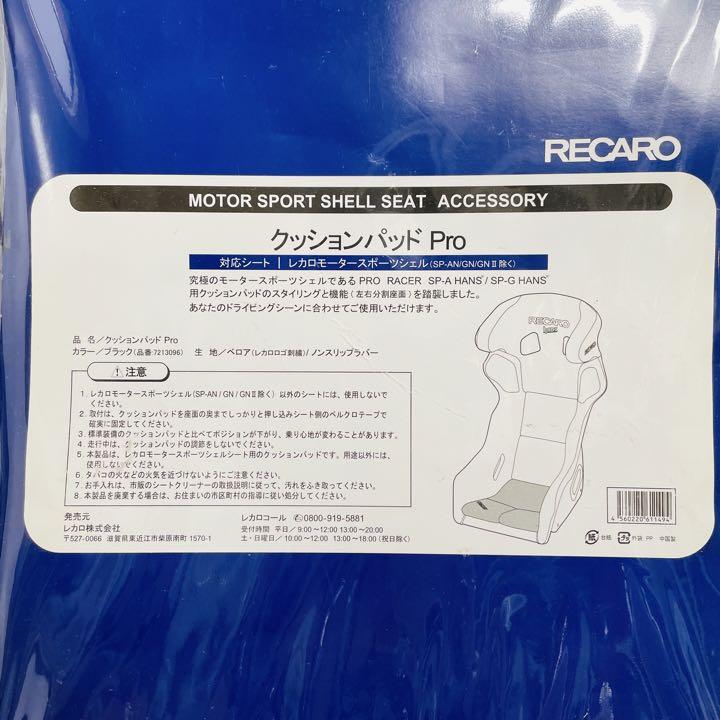 RECARO
MOTOR SPORT SHELL SEAT ACCESSORY
クッションパッド Pro
対応シート | レカロモータースポーツシェル(SP-AN/GN/GNⅡ除く)
究極のモータースポーツシェルである PRO RACER SP-A HANS® / SP-G HANS®
用クッションパッドのスタイリングと機能(左右分割座面)を踏襲しました。
あなたのドライビングシーンに合わせてご使用いただけます。
品 名/クッションパッド Pro
カラー/ブラック(品番:7213096) 生 地/ベロア(レカロロゴ刺繍)/ノンスリップラバー
注意
1. レカロモータースポーツシェル(SP-AN / GN / GNⅡ除く)以外のシートには、使用しないで
ください。
2. 取付は、クッションパッドを座面の奥までしっかりと押し込みシート側のベルクロテープで
確実に固定してください。
3. 標準装備のクッションパッドと比べてポジションが下がり、乗り心地が変わることがあります。
4. 走行中は、クッションパッドの調節をしないでください。
5. 本製品は、レカロモータースポーツシェルシート用のクッションパッドです。用途以外には、
使用しないでください。
6. タバコの火などの火気を近づけないようにご注意ください。
7. お手入れは、市販のシートクリーナーの取扱説明に従って、汚れをふき取ってください。
8. 本製品を廃棄する場合は、お住まいの市区町村の指導に従い処分してください。
RECARO
RECARO
発売元
レカロ株式会社
〒527-0066 滋賀県東近江市柴原南町 1570-1
レカロコール 0800-919-5881
受付時間 平日/9:00~12:00 13:00~20:00
土・日曜日/10:00~12:00 13:00~18:00(祝日除く)
4 560220 611494
紙 台紙 プラ 外袋 PP 中国製